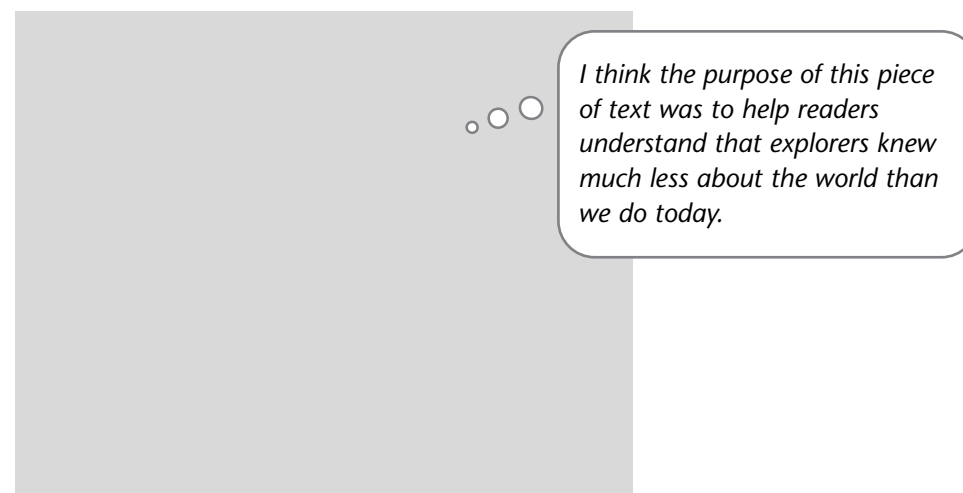 I think the purpose of this piece
of text was to help readers
understand that explorers knew
much less about the world than
we do today.